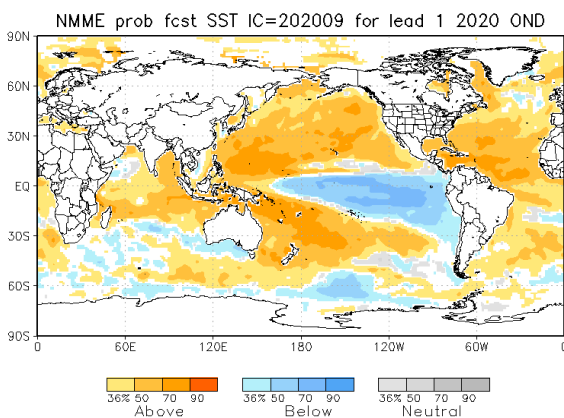 NMME prob fcst SST IC=202009 for lead 1 2020 OND
90N
60N
30N
EQ
30S
60S
90S
0 60E 120E 180 120W 60W 0
36% 50 70 90 36% 50 70 90 36% 50 70 90
Above Below Neutral